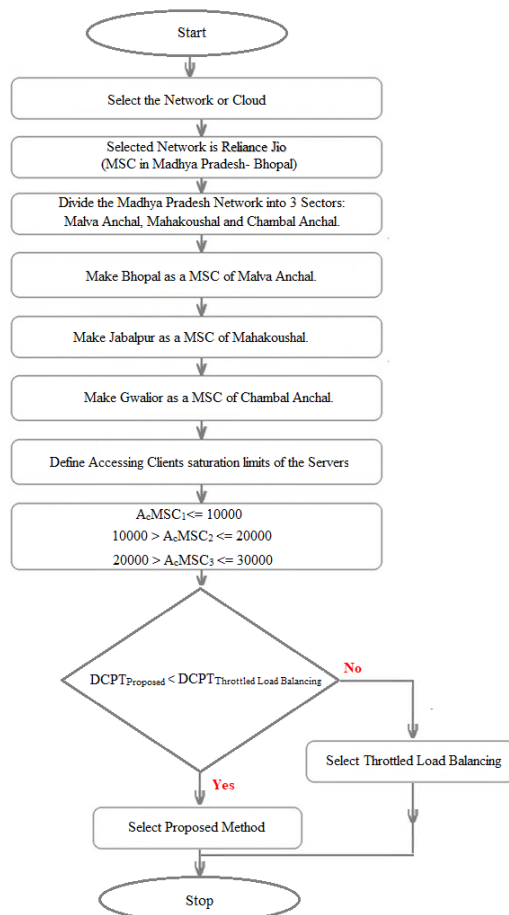 Start
Select the Network or Cloud
Selected Network is Reliance Jio
(MSC in Madhya Pradesh- Bhopal)
Divide the Madhya Pradesh Network into 3 Sectors:
Malva Anchal, Mahakoushal and Chambal Anchal.
Make Bhopal as a MSC of Malva Anchal.
Make Jabalpur as a MSC of Mahakoushal.
Make Gwalior as a MSC of Chambal Anchal.
Define Accessing Clients saturation limits of the Servers
AcMSC1<= 10000
10000 > AcMSC2 <= 20000
20000 > AcMSC3 <= 30000
DCPTProposed < DCPTThrottled Load Balancing
No
Select Throttled Load Balancing
Yes
Select Proposed Method
Stop